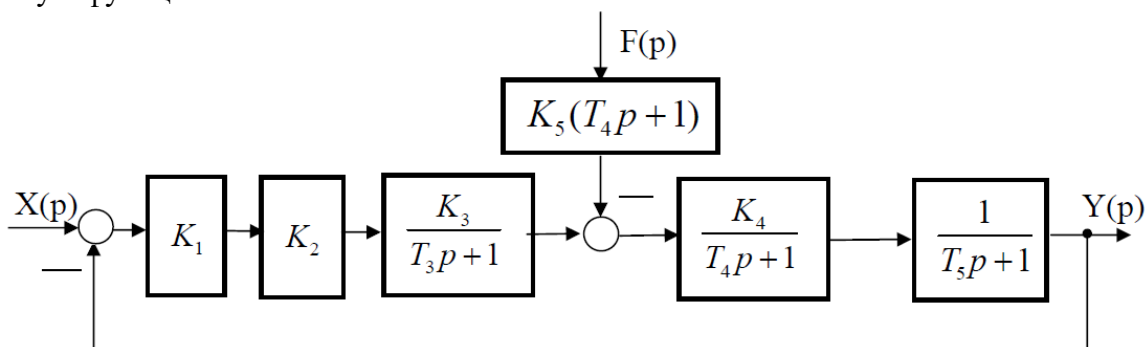 F(p)
K₅(T₄p + 1)
—
X(p)
—
K₁
K₂
K₃
T₃p + 1
K₄
T₄p + 1
1
T₅p + 1
Y(p)